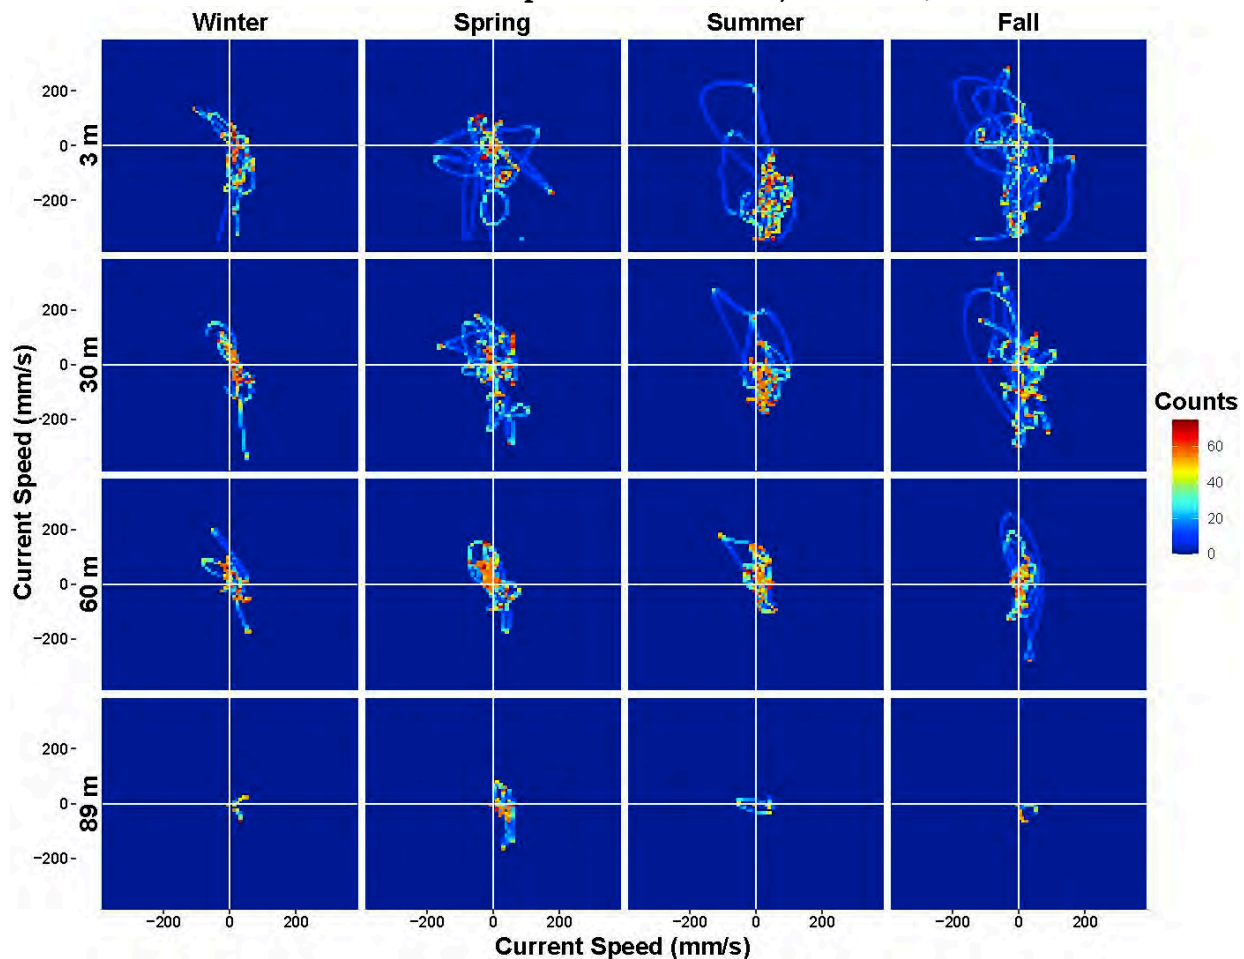 Winter Spring Summer Fall
3 m
200-
0-
−200-
30 m
200-
0-
−200-
60 m
200-
0-
−200-
89 m
200-
0-
−200-
−200 0 200 −200 0 200 −200 0 200 −200 0 200
Current Speed (mm/s)
Current Speed (mm/s)
Counts
60
40
20
0